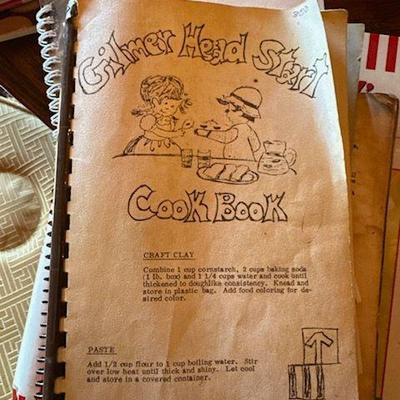 Gilmer Head Start
Cook Book
CRAFT CLAY
Combine 1 cup cornstarch, 2 cups baking soda
(1 lb. box) and 1 1/4 cups water and cook until
thickened to doughlike consistency. Knead and
store in plastic bag. Add food coloring for de-
sired color.
PASTE
Add 1/2 cup flour to 1 cup boiling water. Stir
over low heat until thick and shiny. Let cool
and store in a covered container.